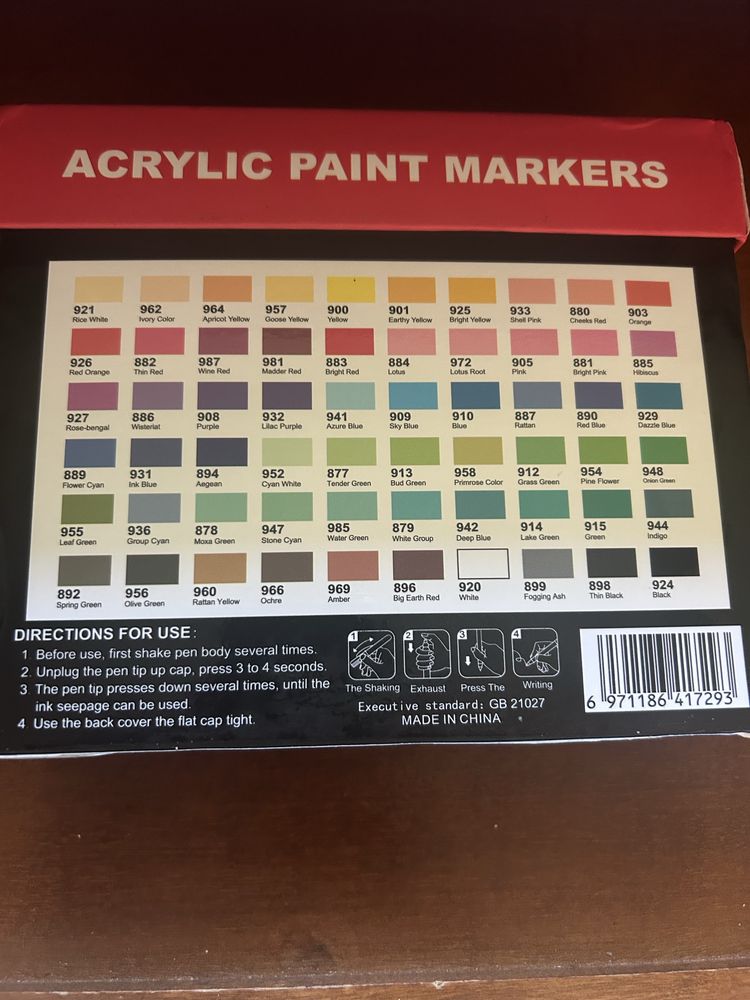 ACRYLIC PAINT MARKERS
921 962 964 957 900 901 925 933 880 903
Rice White Ivory Color Apricot Yellow Goose Yellow Yellow Earthy Yellow Bright Yellow Shell Pink Cheeks Red Orange
926 882 987 981 883 884 972 905 881 885
Red Orange Thin Red Wine Red Madder Red Bright Red Lotus Lotus Root Pink Bright Pink Hibiscus
927 886 908 932 941 909 910 887 890 929
Rose-bengal Wisteriat Purple Lilac Purple Azure Blue Sky Blue Blue Rattan Red Blue Dazzle Blue
889 931 894 952 877 913 958 912 954 948
Flower Cyan Ink Blue Aegean Cyan White Tender Green Bud Green Primrose Color Grass Green Pine Flower Onion Green
955 936 878 947 985 879 942 914 915 944
Leaf Green Group Cyan Moxa Green Stone Cyan Water Green White Group Deep Blue Lake Green Green Indigo
892 956 960 966 969 896 920 899 898 924
Spring Green Olive Green Rattan Yellow Ochre Amber Big Earth Red White Fogging Ash Thin Black Black
DIRECTIONS FOR USE:
1 Before use, first shake pen body several times.
2. Unplug the pen tip up cap, press 3 to 4 seconds.
3. The pen tip presses down several times, until the
ink seepage can be used.
4 Use the back cover the flat cap tight.
1 2 3 4
The Shaking Exhaust Press The Writing
Executive standard: GB 21027
MADE IN CHINA
6 971186 417293